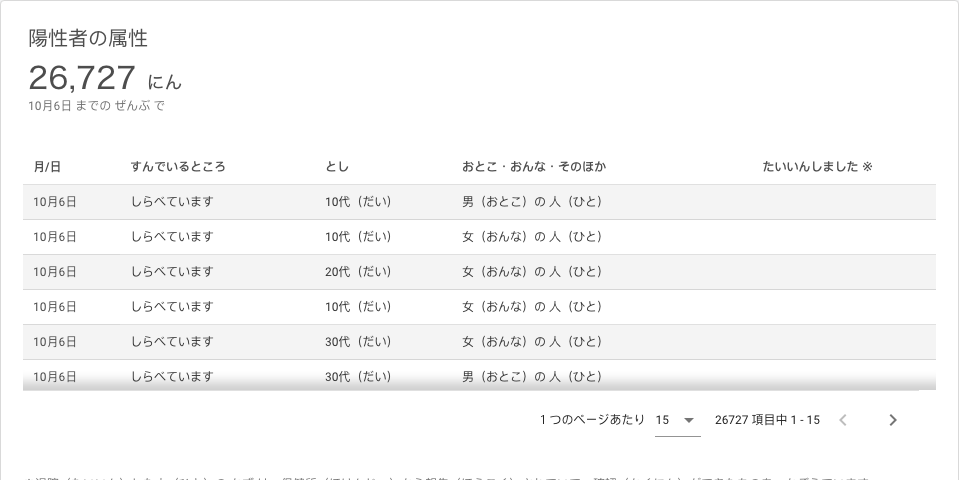 陽性者の属性
26,727 にん
10月6日 までの ぜんぶ で
月/日 すんでいるところ とし おとこ・おんな・そのほか たいいんしました ※
10月6日 しらべています 10代（だい） 男（おとこ）の 人（ひと）
10月6日 しらべています 10代（だい） 女（おんな）の 人（ひと）
10月6日 しらべています 20代（だい） 女（おんな）の 人（ひと）
10月6日 しらべています 10代（だい） 女（おんな）の 人（ひと）
10月6日 しらべています 30代（だい） 女（おんな）の 人（ひと）
10月6日 しらべています 30代（だい） 男（おとこ）の 人（ひと）
1 つのページあたり 15 26727 項目中 1 - 15